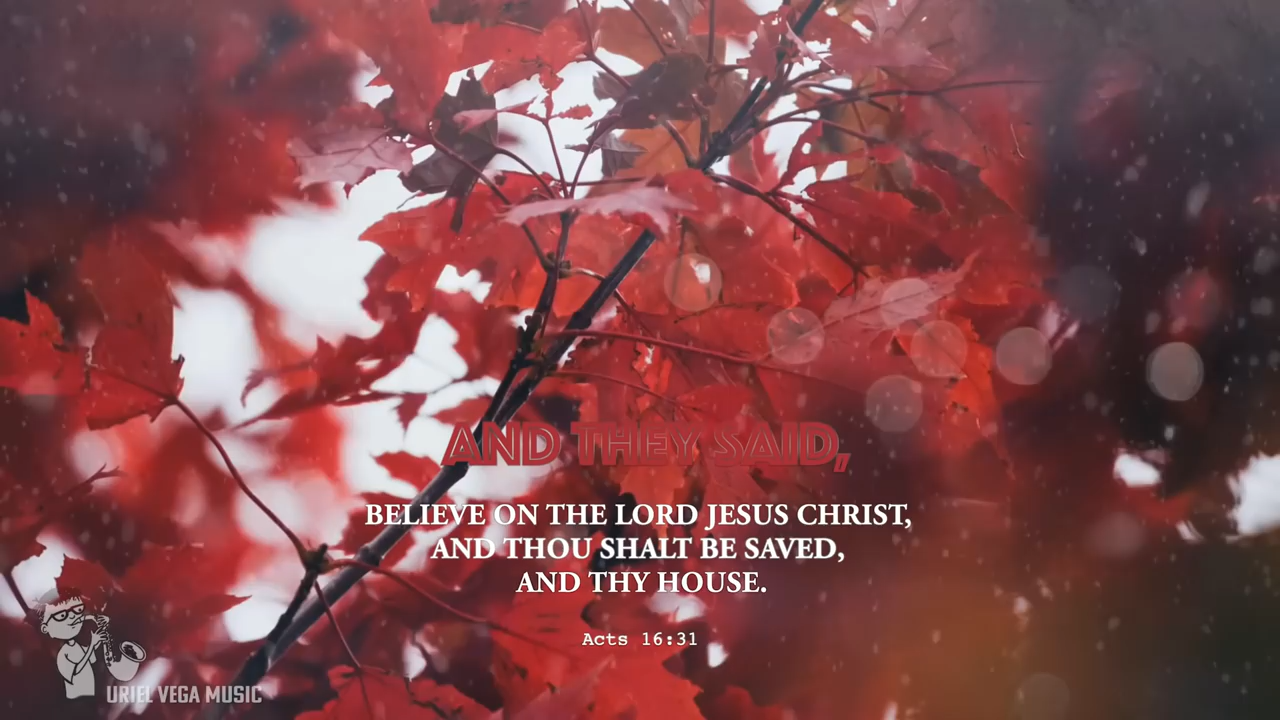 AND THEY SAID,
BELIEVE ON THE LORD JESUS CHRIST,
AND THOU SHALT BE SAVED,
AND THY HOUSE.
Acts 16:31
URIEL VEGA MUSIC